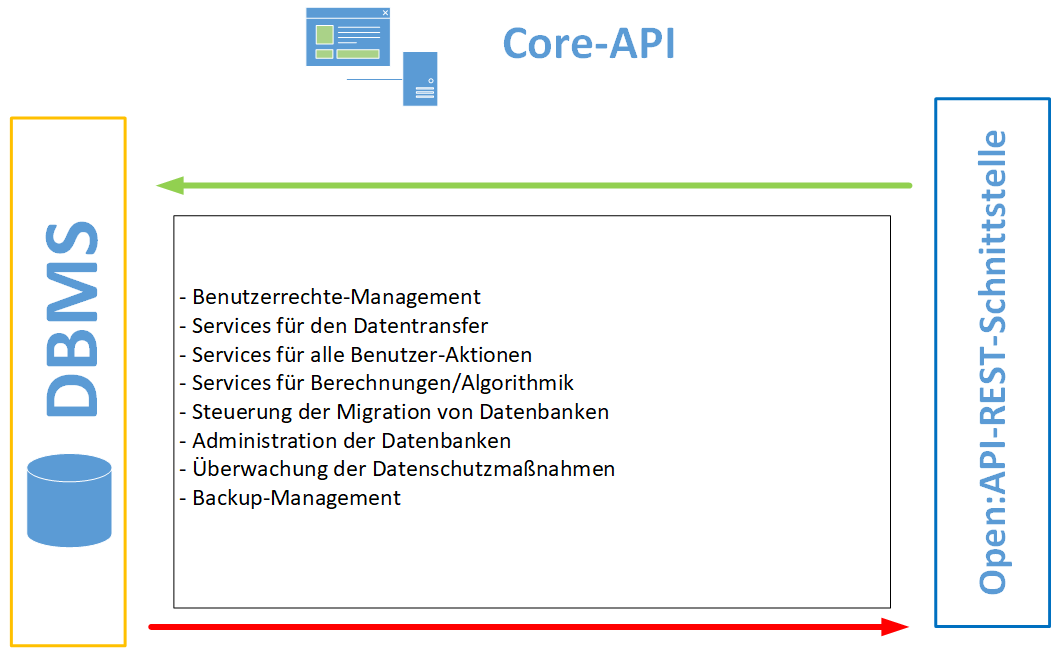 Core-API
DBMS
- Benutzerrechte-Management
- Services für den Datentransfer
- Services für alle Benutzer-Aktionen
- Services für Berechnungen/Algorithmik
- Steuerung der Migration von Datenbanken
- Administration der Datenbanken
- Überwachung der Datenschutzmaßnahmen
- Backup-Management
Open:API-REST-Schnittstelle